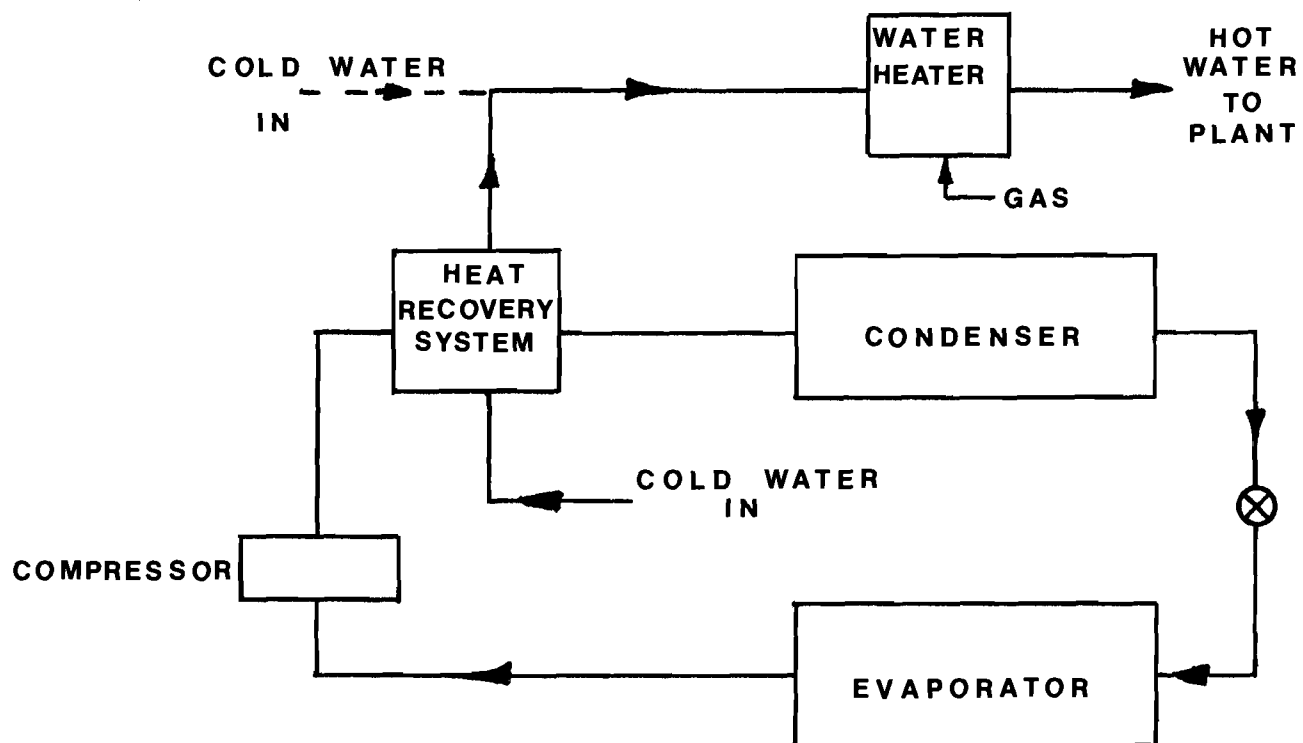 COLD WATER
IN
WATER
HEATER
HOT
WATER
TO
PLANT
GAS
HEAT
RECOVERY
SYSTEM
CONDENSER
COLD WATER
IN
COMPRESSOR
EVAPORATOR